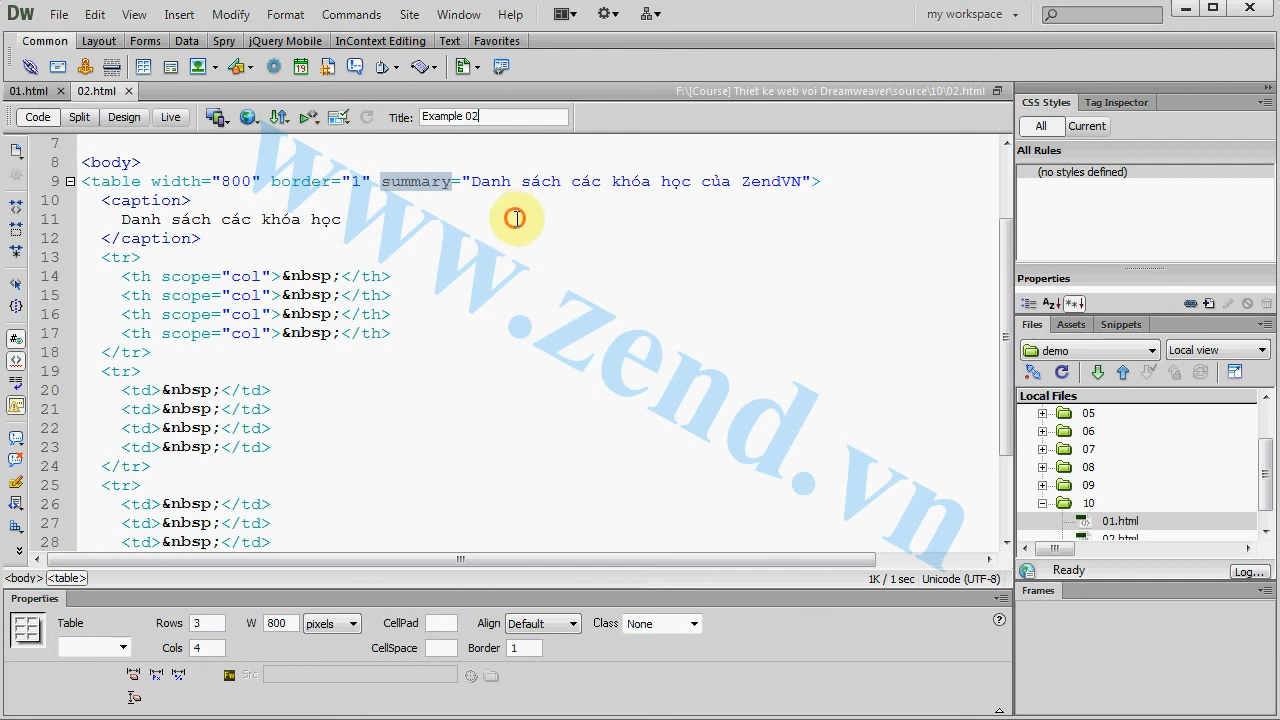 Dw File Edit View Insert Modify Format Commands Site Window Help my workspace
Common Layout Forms Data Spry jQuery Mobile InContext Editing Text Favorites
01.html 02.html F:\[Course] Thiet ke web voi Dreamweaver\source\10\02.html
Code Split Design Live Title: Example 02
7
8 <body>
9 <table width="800" border="1" summary="Danh sách các khóa học của ZendVN">
10 <caption>
11 Danh sách các khóa học
12 </caption>
13 <tr>
14 <th scope="col">&nbsp;</th>
15 <th scope="col">&nbsp;</th>
16 <th scope="col">&nbsp;</th>
17 <th scope="col">&nbsp;</th>
18 </tr>
19 <tr>
20 <td>&nbsp;</td>
21 <td>&nbsp;</td>
22 <td>&nbsp;</td>
23 <td>&nbsp;</td>
24 </tr>
25 <tr>
26 <td>&nbsp;</td>
27 <td>&nbsp;</td>
28 <td>&nbsp;</td>
www.zend.vn
<body> <table> 1K / 1 sec Unicode (UTF-8)
Properties
Table Rows 3 W 800 pixels CellPad Align Default Class None
Cols 4 CellSpace Border 1
Fw Src
CSS Styles Tag Inspector
All Current
All Rules
(no styles defined)
Properties
Files Assets Snippets
demo Local view
Local Files
05
06
07
08
09
10
01.html
02.html
Ready Log...
Frames